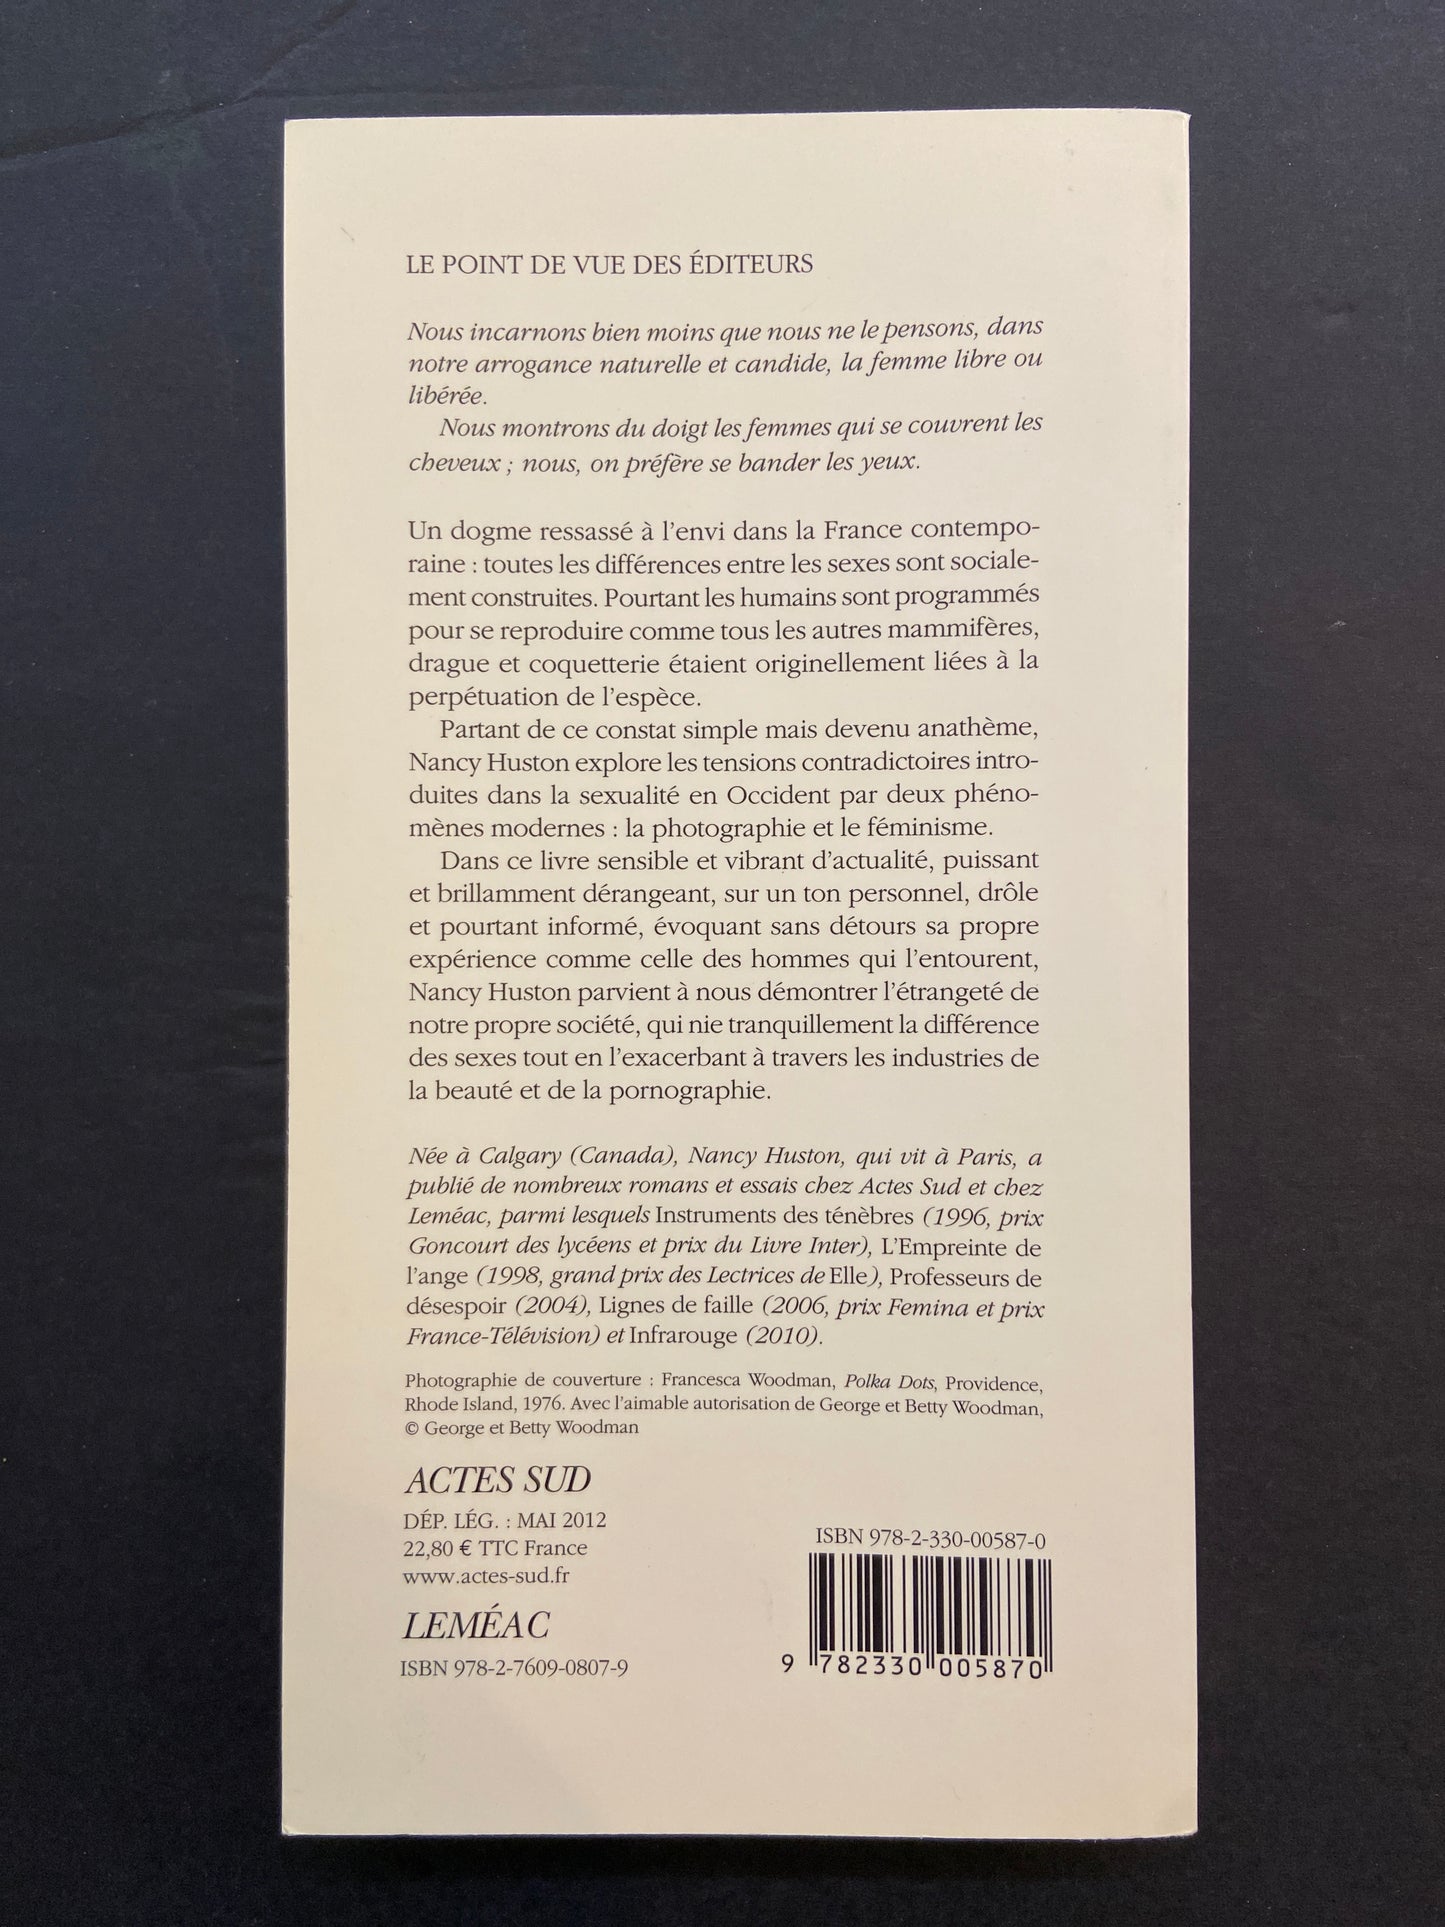 LE POINT DE VUE DES ÉDITEURS
Nous incarnons bien moins que nous ne le pensons, dans
notre arrogance naturelle et candide, la femme libre ou
libérée.
Nous montrons du doigt les femmes qui se couvrent les
cheveux ; nous, on préfère se bander les yeux.
Un dogme ressassé à l'envi dans la France contempo-
raine : toutes les différences entre les sexes sont sociale-
ment construites. Pourtant les humains sont programmés
pour se reproduire comme tous les autres mammifères,
drague et coquetterie étaient originellement liées à la
perpétuation de l'espèce.
Partant de ce constat simple mais devenu anathème,
Nancy Huston explore les tensions contradictoires intro-
duites dans la sexualité en Occident par deux phéno-
mènes modernes : la photographie et le féminisme.
Dans ce livre sensible et vibrant d'actualité, puissant
et brillamment dérangeant, sur un ton personnel, drôle
et pourtant informé, évoquant sans détours sa propre
expérience comme celle des hommes qui l'entourent,
Nancy Huston parvient à nous démontrer l'étrangeté de
notre propre société, qui nie tranquillement la différence
des sexes tout en l'exacerbant à travers les industries de
la beauté et de la pornographie.
Née à Calgary (Canada), Nancy Huston, qui vit à Paris, a
publié de nombreux romans et essais chez Actes Sud et chez
Leméac, parmi lesquels Instruments des ténèbres (1996, prix
Goncourt des lycéens et prix du Livre Inter), L'Empreinte de
l'ange (1998, grand prix des Lectrices de Elle), Professeurs de
désespoir (2004), Lignes de faille (2006, prix Femina et prix
France-Télévision) et Infrarouge (2010).
Photographie de couverture : Francesca Woodman, Polka Dots, Providence,
Rhode Island, 1976. Avec l'aimable autorisation de George et Betty Woodman,
© George et Betty Woodman
ACTES SUD
DÉP. LÉG. : MAI 2012
22,80 € TTC France
www.actes-sud.fr
LEMÉAC
ISBN 978-2-7609-0807-9
ISBN 978-2-330-00587-0
9 782330 005870